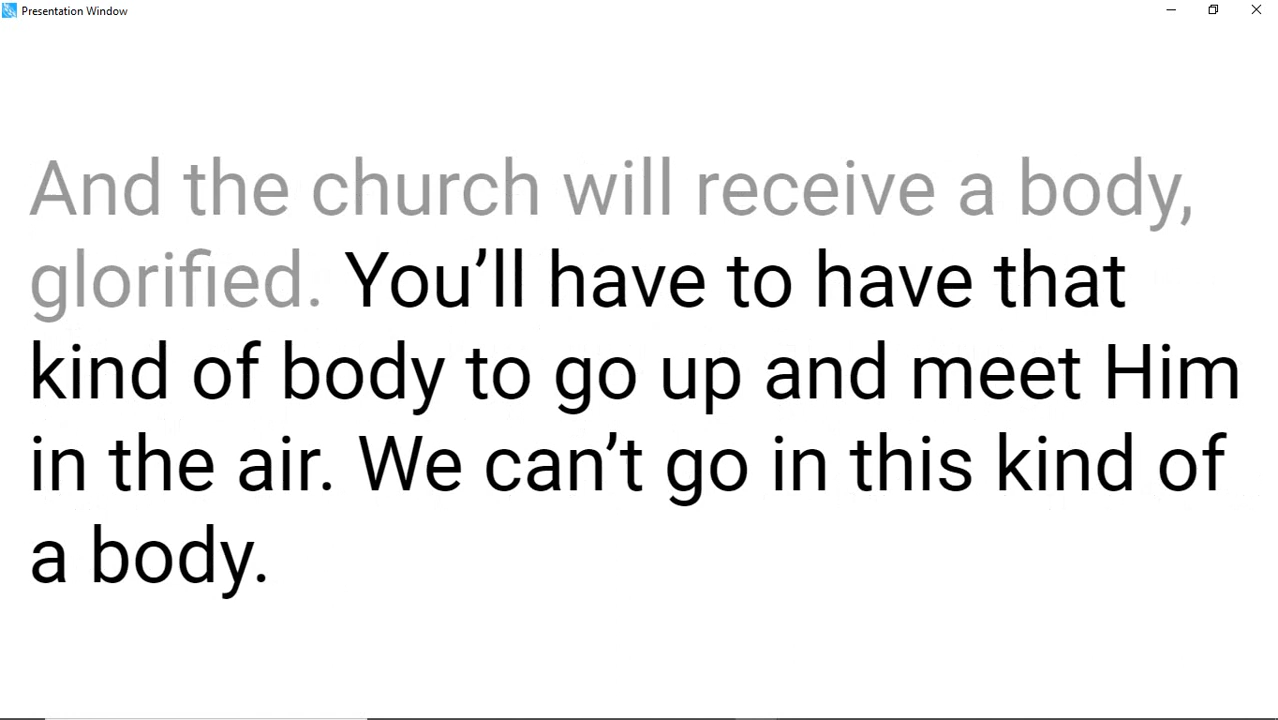 Presentation Window
And the church will receive a body,
glorified. You’ll have to have that
kind of body to go up and meet Him
in the air. We can’t go in this kind of
a body.